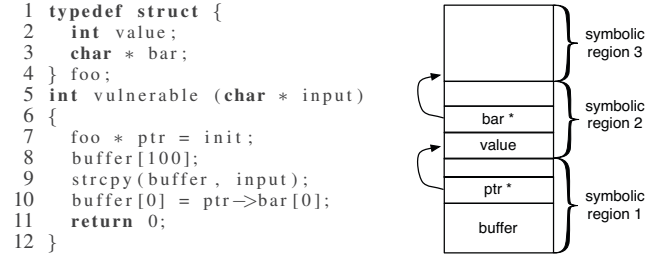 1 typedef struct {
2 int value;
3 char * bar;
4 } foo;
5 int vulnerable (char * input)
6 {
7 foo * ptr = init;
8 buffer[100];
9 strcpy(buffer, input);
10 buffer[0] = ptr->bar[0];
11 return 0;
12 }
symbolic
region 3
symbolic
region 2
bar *
value
symbolic
region 1
ptr *
buffer